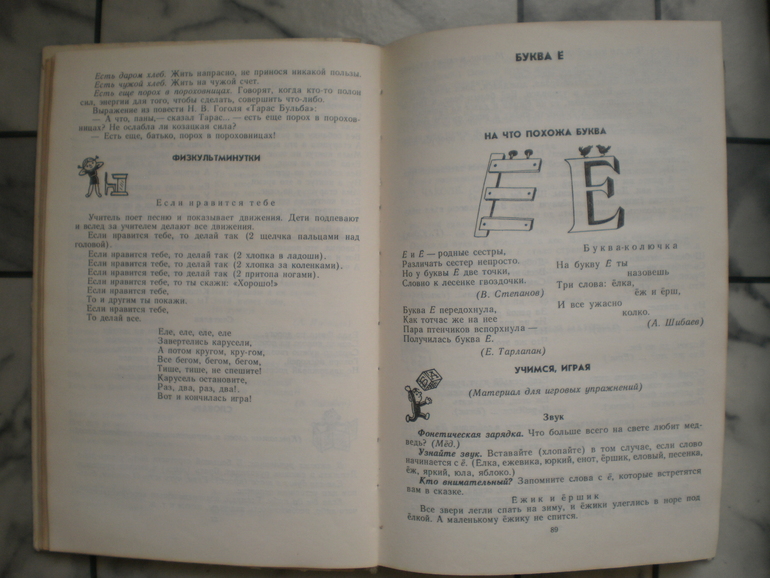 Есть даром хлеб. Жить напрасно, не принося никакой пользы.
Есть чужой хлеб. Жить на чужой счет.
Есть еще порох в пороховницах. Говорят, когда кто-то полон
сил, энергии для того, чтобы сделать, совершить что-либо.
Выражение из повести Н. В. Гоголя «Тарас Бульба»:
— А что, паны,— сказал Тарас...— есть еще порох в порохов-
ницах? Не ослабла ли козацкая сила?
— Есть еще, батько, порох в пороховницах!
ФИЗКУЛЬТМИНУТКИ
Если нравится тебе
Учитель поет песню и показывает движения. Дети подпевают
и вслед за учителем делают все движения.
Если нравится тебе, то делай так (2 щелчка пальцами над
головой).
Если нравится тебе, то делай так (2 хлопка в ладоши).
Если нравится тебе, то делай так (2 хлопка за коленками).
Если нравится тебе, то делай так (2 притопа ногами).
Если нравится тебе, то ты скажи: «Хорошо!»
Если нравится тебе,
То и другим ты покажи.
Если нравится тебе,
То делай все.
Еле, еле, еле, еле
Завертелись карусели,
А потом кругом, кру-гом,
Все бегом, бегом, бегом,
Тише, тише, не спешите!
Карусель остановите,
Раз, два, раз, два!.
Вот и кончилась игра!
БУКВА Ё
НА ЧТО ПОХОЖА БУКВА
Ё Ё
Е и Ё — родные сестры,
Различать сестер непросто.
Но у буквы Ё две точки,
Словно к лесенке гвоздочки.
(В. Степанов)
Буква Е передохнула,
Как тотчас же на нее
Пара птенчиков вспорхнула —
Получилась буква Ё.
(Е. Тарлапан)
Буква-колючка
На букву Ё ты
назовешь
Три слова: ёлка,
ёж и ёрш,
И все ужасно
колко.
(А. Шибаев)
УЧИМСЯ, ИГРАЯ
(Материал для игровых упражнений)
Звук
Фонетическая зарядка. Что больше всего на свете любит мед-
ведь? (Мёд.)
Узнайте звук. Вставайте (хлопайте) в том случае, если слово
начинается с ё. (Ёлка, ежевика, юркий, енот, ёршик, еловый, песенка,
ёж, яркий, юла, яблоко.)
Кто внимательный? Запомните слова с ё, которые встретятся
вам в сказке.
Ёжик и ёршик
Все звери легли спать на зиму, и ёжики улеглись в норе под
ёлкой. А маленькому ёжику не спится.
89